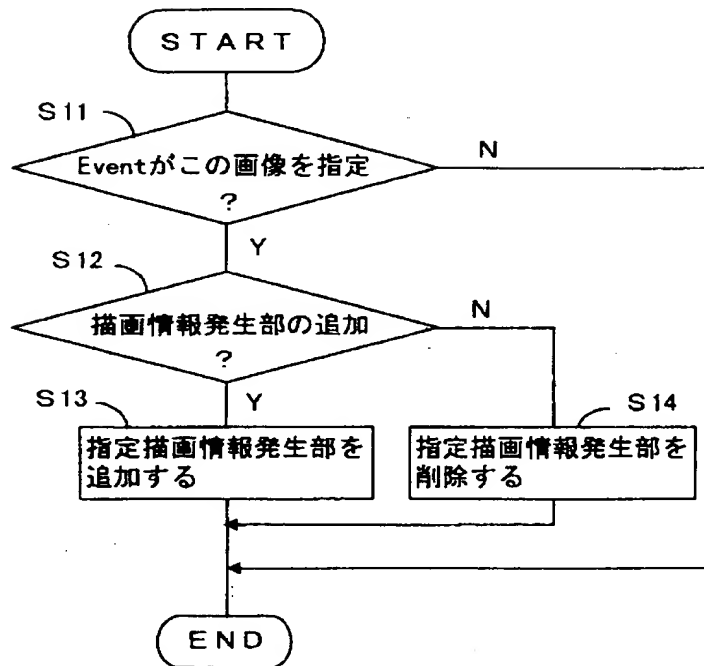 START
S11
Eventがこの画像を指定
?
N
Y
S12
描画情報発生部の追加
?
N
Y
S13
指定描画情報発生部を
追加する
S14
指定描画情報発生部を
削除する
END